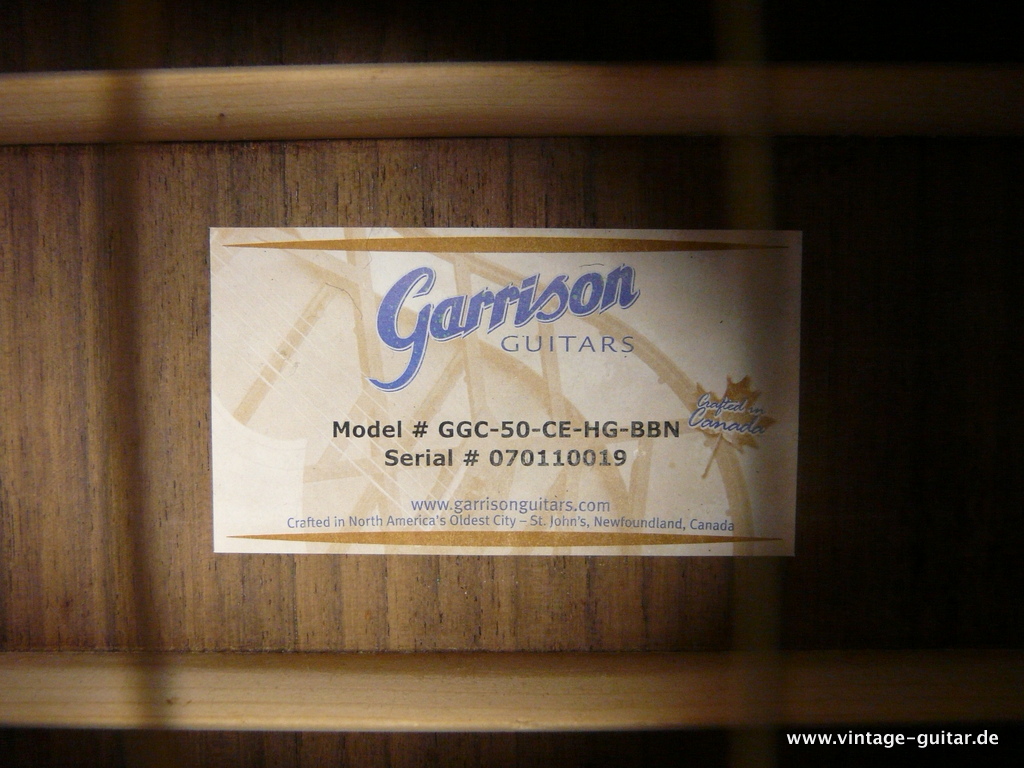 Garrison
GUITARS
Crafted in
Canada
Model # GGC-50-CE-HG-BBN
Serial # 070110019
www.garrisonguitars.com
Crafted in North America's Oldest City – St. John's, Newfoundland, Canada
www.vintage-guitar.de